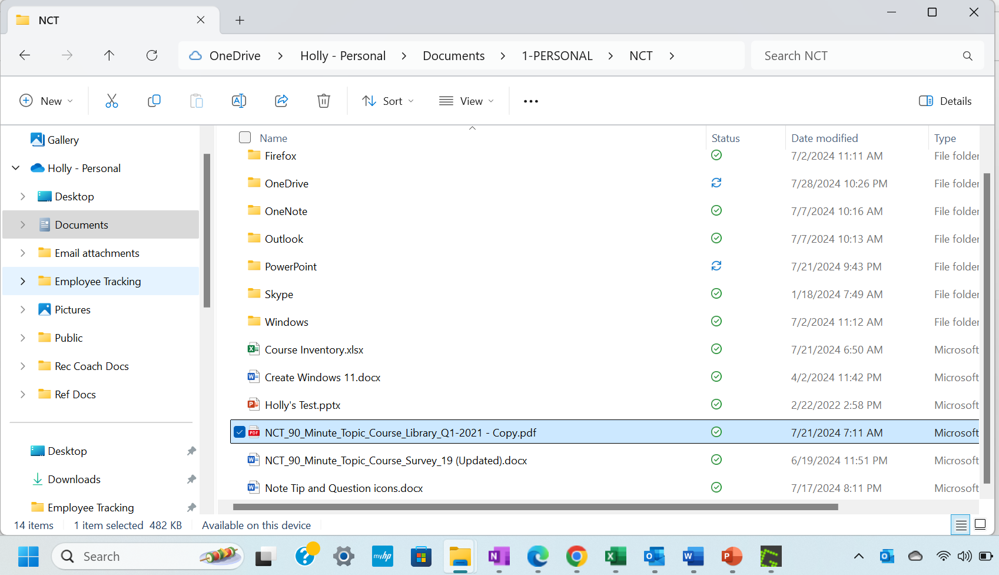 NCT
OneDrive > Holly - Personal > Documents > 1-PERSONAL > NCT >
Search NCT
New
Sort
View
Details
Gallery
Holly - Personal
Desktop
Documents
Email attachments
Employee Tracking
Pictures
Public
Rec Coach Docs
Ref Docs
Desktop
Downloads
Employee Tracking
Name Status Date modified Type
Firefox 7/2/2024 11:11 AM File folder
OneDrive 7/28/2024 10:26 PM File folder
OneNote 7/7/2024 10:16 AM File folder
Outlook 7/7/2024 10:13 AM File folder
PowerPoint 7/21/2024 9:43 PM File folder
Skype 1/18/2024 7:49 AM File folder
Windows 7/2/2024 11:12 AM File folder
Course Inventory.xlsx 7/21/2024 6:50 AM Microsoft
Create Windows 11.docx 4/2/2024 11:42 PM Microsoft
Holly's Test.pptx 2/22/2022 2:58 PM Microsoft
PDF NCT_90_Minute_Topic_Course_Library_Q1-2021 - Copy.pdf 7/21/2024 7:11 AM Microsoft
NCT_90_Minute_Topic_Course_Survey_19 (Updated).docx 6/19/2024 11:51 PM Microsoft
Note Tip and Question icons.docx 7/17/2024 8:11 PM Microsoft
14 items 1 item selected 482 KB Available on this device
Search
myhp